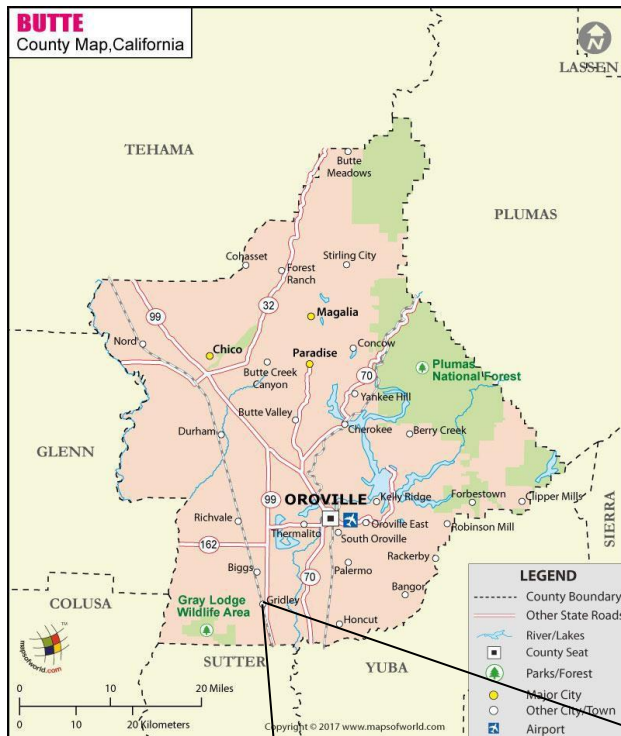 BUTTE
County Map,California
N
LASSEN
TEHAMA
Butte
Meadows
PLUMAS
Cohasset
Stirling City
Forest
Ranch
32
99
Magalia
Nord
Chico
Paradise
Concow
Butte Creek
Canyon
70
Plumas
National Forest
Yankee Hill
Butte Valley
Cherokee
Durham
Berry Creek
GLENN
99
OROVILLE
Kelly Ridge
Forbestown
Clipper Mills
SIERRA
Richvale
Thermalito
Oroville East
Robinson Mill
South Oroville
162
Rackerby
Biggs
70
Palermo
Bangor
COLUSA
Gray Lodge
Wildlife Area
Gridley
Honcut
SUTTER
YUBA
LEGEND
County Boundary
Other State Roads
River/Lakes
County Seat
Parks/Forest
Major City
Other City/Town
Airport
TM
mapsofworld.com
0 10 20 Miles
0 10 20 Kilometers
Copyright © 2017 www.mapsofworld.com